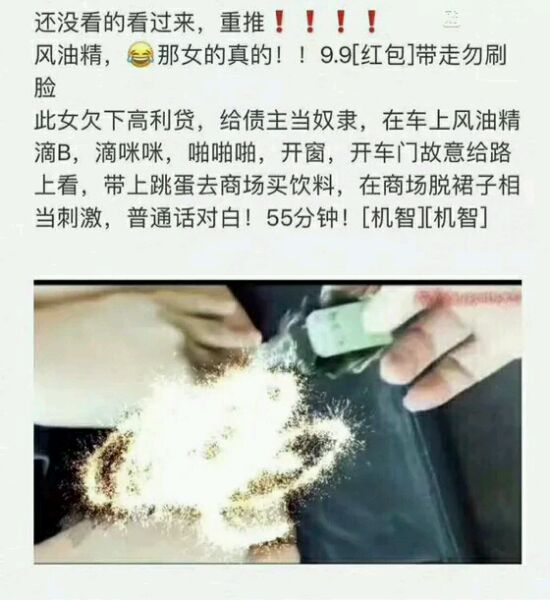 还没看的看过来，重推❗❗❗❗
风油精，😂那女的真的！！9.9[红包]带走勿刷
脸
此女欠下高利贷，给债主当奴隶，在车上风油精
滴B，滴咪咪，啪啪啪，开窗，开车门故意给路
上看，带上跳蛋去商场买饮料，在商场脱裙子相
当刺激，普通话对白！55分钟！[机智][机智]